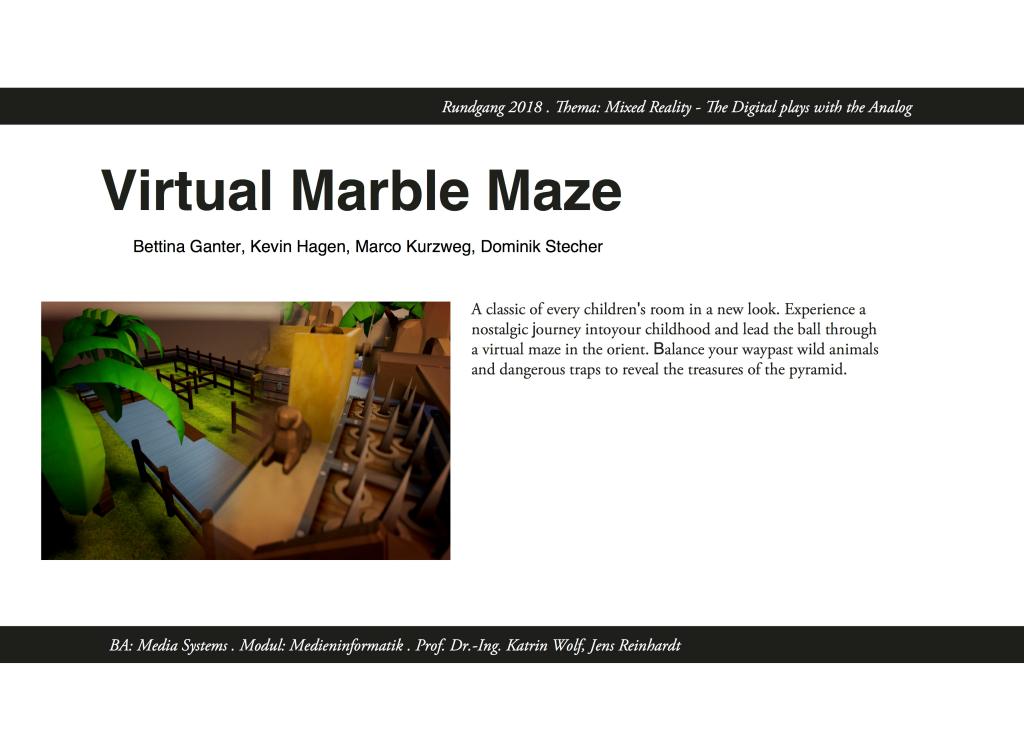 Rundgang 2018 . Thema: Mixed Reality - The Digital plays with the Analog
Virtual Marble Maze
Bettina Ganter, Kevin Hagen, Marco Kurzweg, Dominik Stecher
A classic of every children's room in a new look. Experience a
nostalgic journey intoyour childhood and lead the ball through
a virtual maze in the orient. Balance your waypast wild animals
and dangerous traps to reveal the treasures of the pyramid.
BA: Media Systems . Modul: Medieninformatik . Prof. Dr.-Ing. Katrin Wolf, Jens Reinhardt